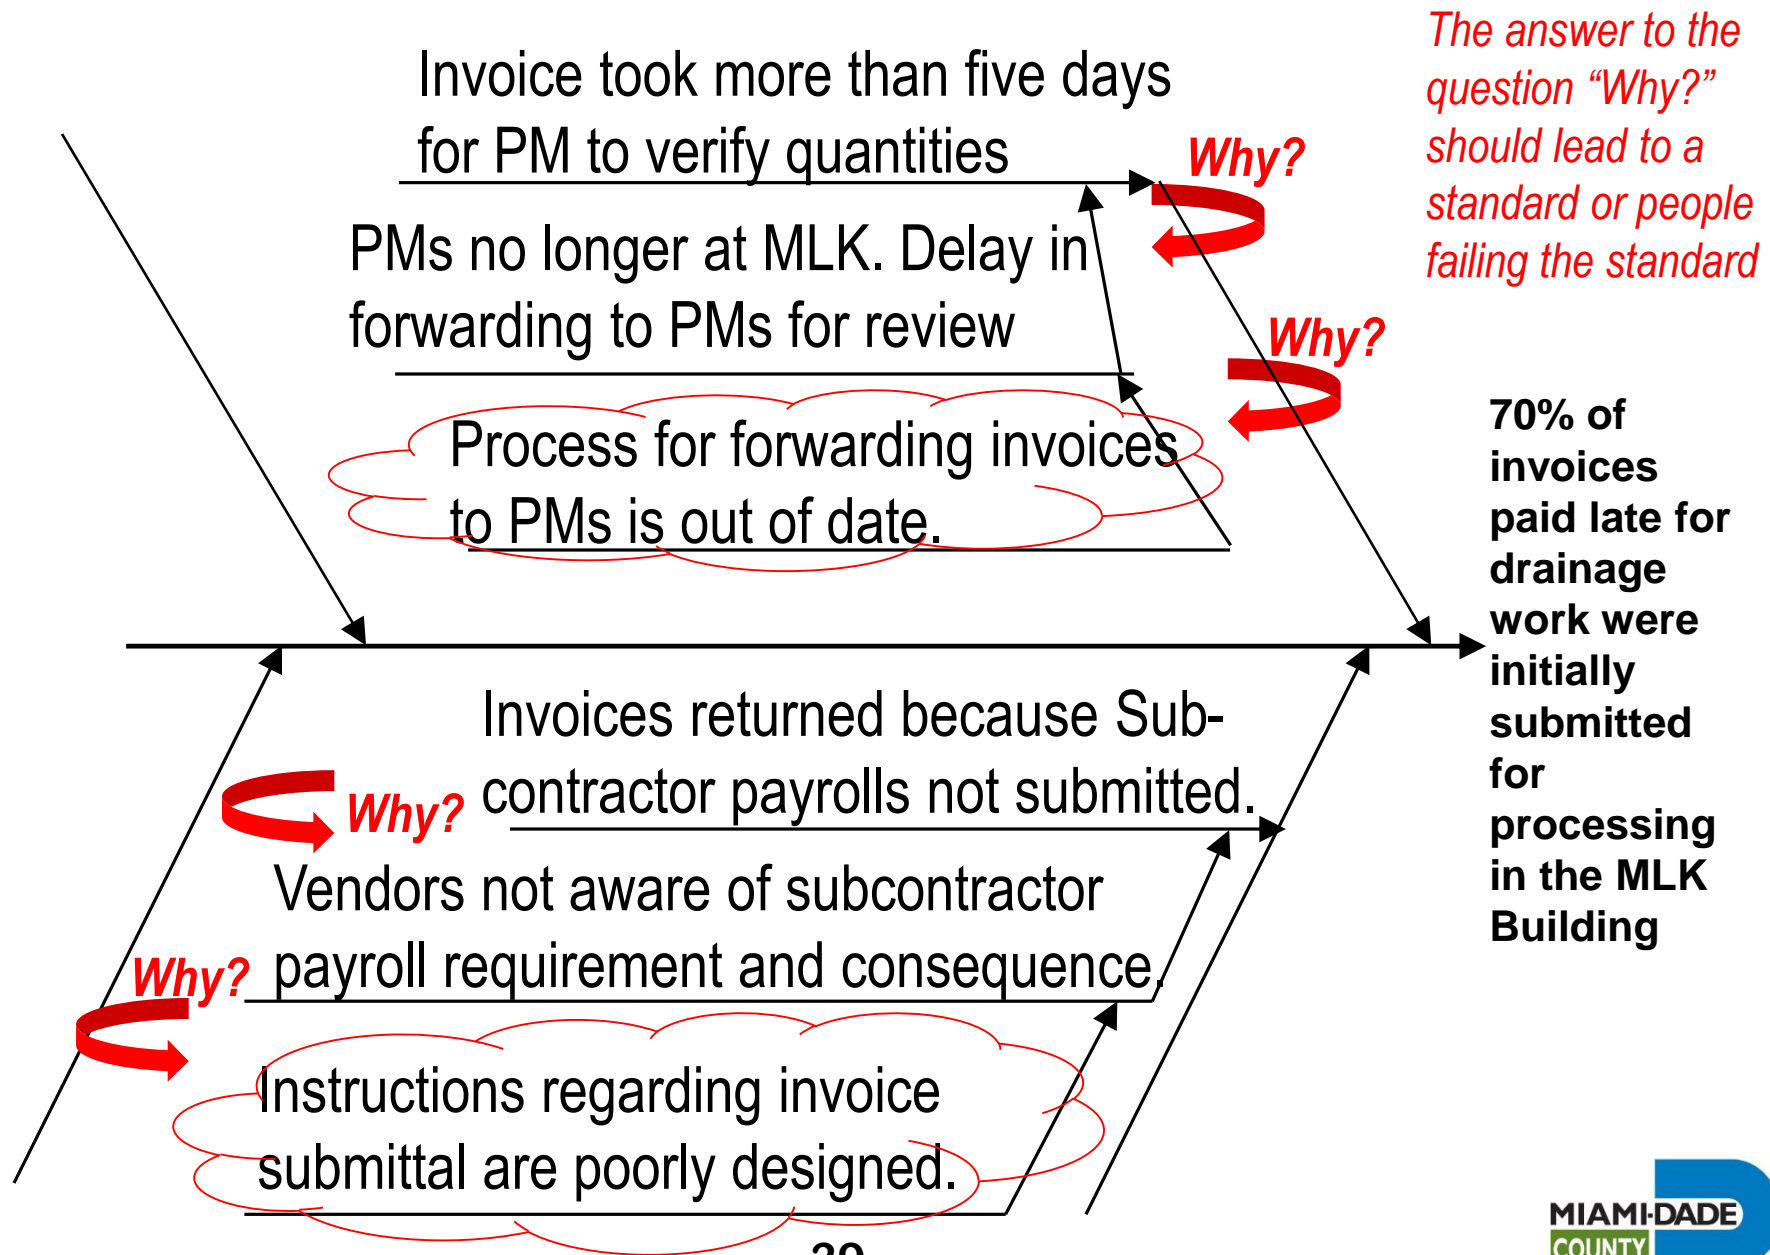 The answer to the
question “Why?”
should lead to a
standard or people
failing the standard
Invoice took more than five days
for PM to verify quantities
Why?
PMs no longer at MLK. Delay in
forwarding to PMs for review
Why?
Process for forwarding invoices
to PMs is out of date.
70% of
invoices
paid late for
drainage
work were
initially
submitted
for
processing
in the MLK
Building
Invoices returned because Sub-
contractor payrolls not submitted.
Why?
Vendors not aware of subcontractor
payroll requirement and consequence.
Why?
Instructions regarding invoice
submittal are poorly designed.
MIAMI-DADE
COUNTY